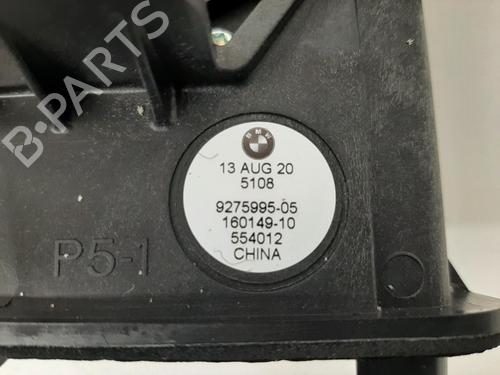 B-PARTS
BMW
13 AUG 20
5108
9275995-05
160149-10
554012
CHINA
P5-1